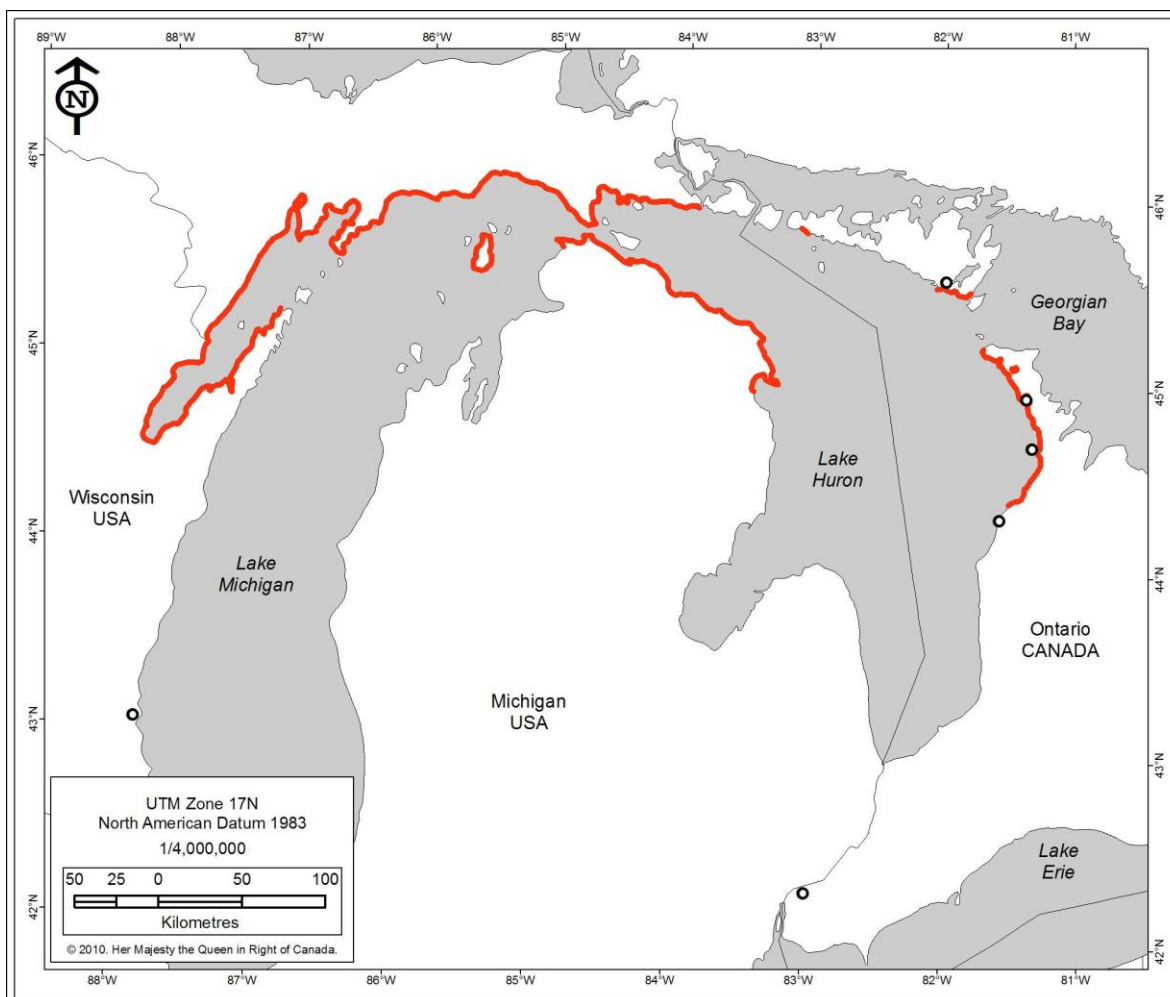 89°W 88°W 87°W 86°W 85°W 84°W 83°W 82°W 81°W
N
46°N
46°N
Georgian
Bay
45°N
45°N
Lake
Huron
Wisconsin
USA
44°N
Lake
Michigan
44°N
Ontario
CANADA
Michigan
USA
43°N
43°N
UTM Zone 17N
North American Datum 1983
1/4,000,000
50 25 0 50 100
Kilometres
© 2010. Her Majesty the Queen in Right of Canada.
Lake
Erie
42°N
42°N
88°W 87°W 86°W 85°W 84°W 83°W 82°W 81°W